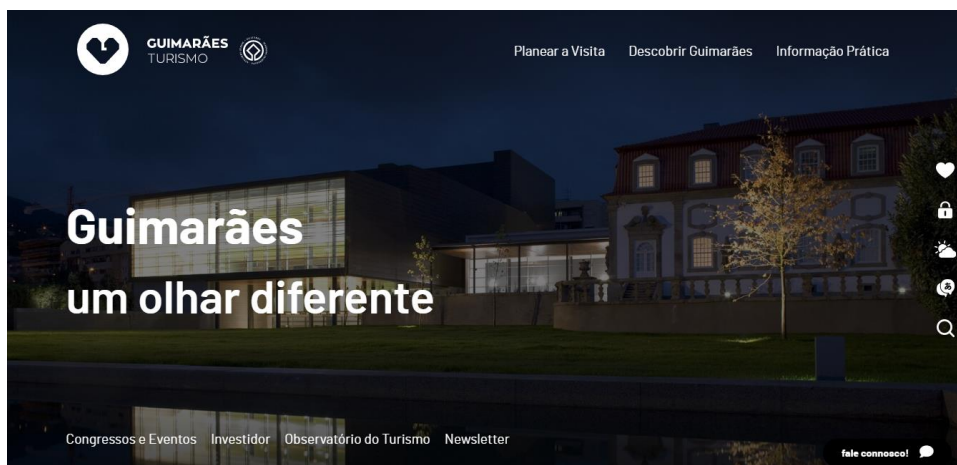 GUIMARÃES
TURISMO
Planear a Visita Descobrir Guimarães Informação Prática
Guimarães
um olhar diferente
Congressos e Eventos Investidor Observatório do Turismo Newsletter
fale connosco!